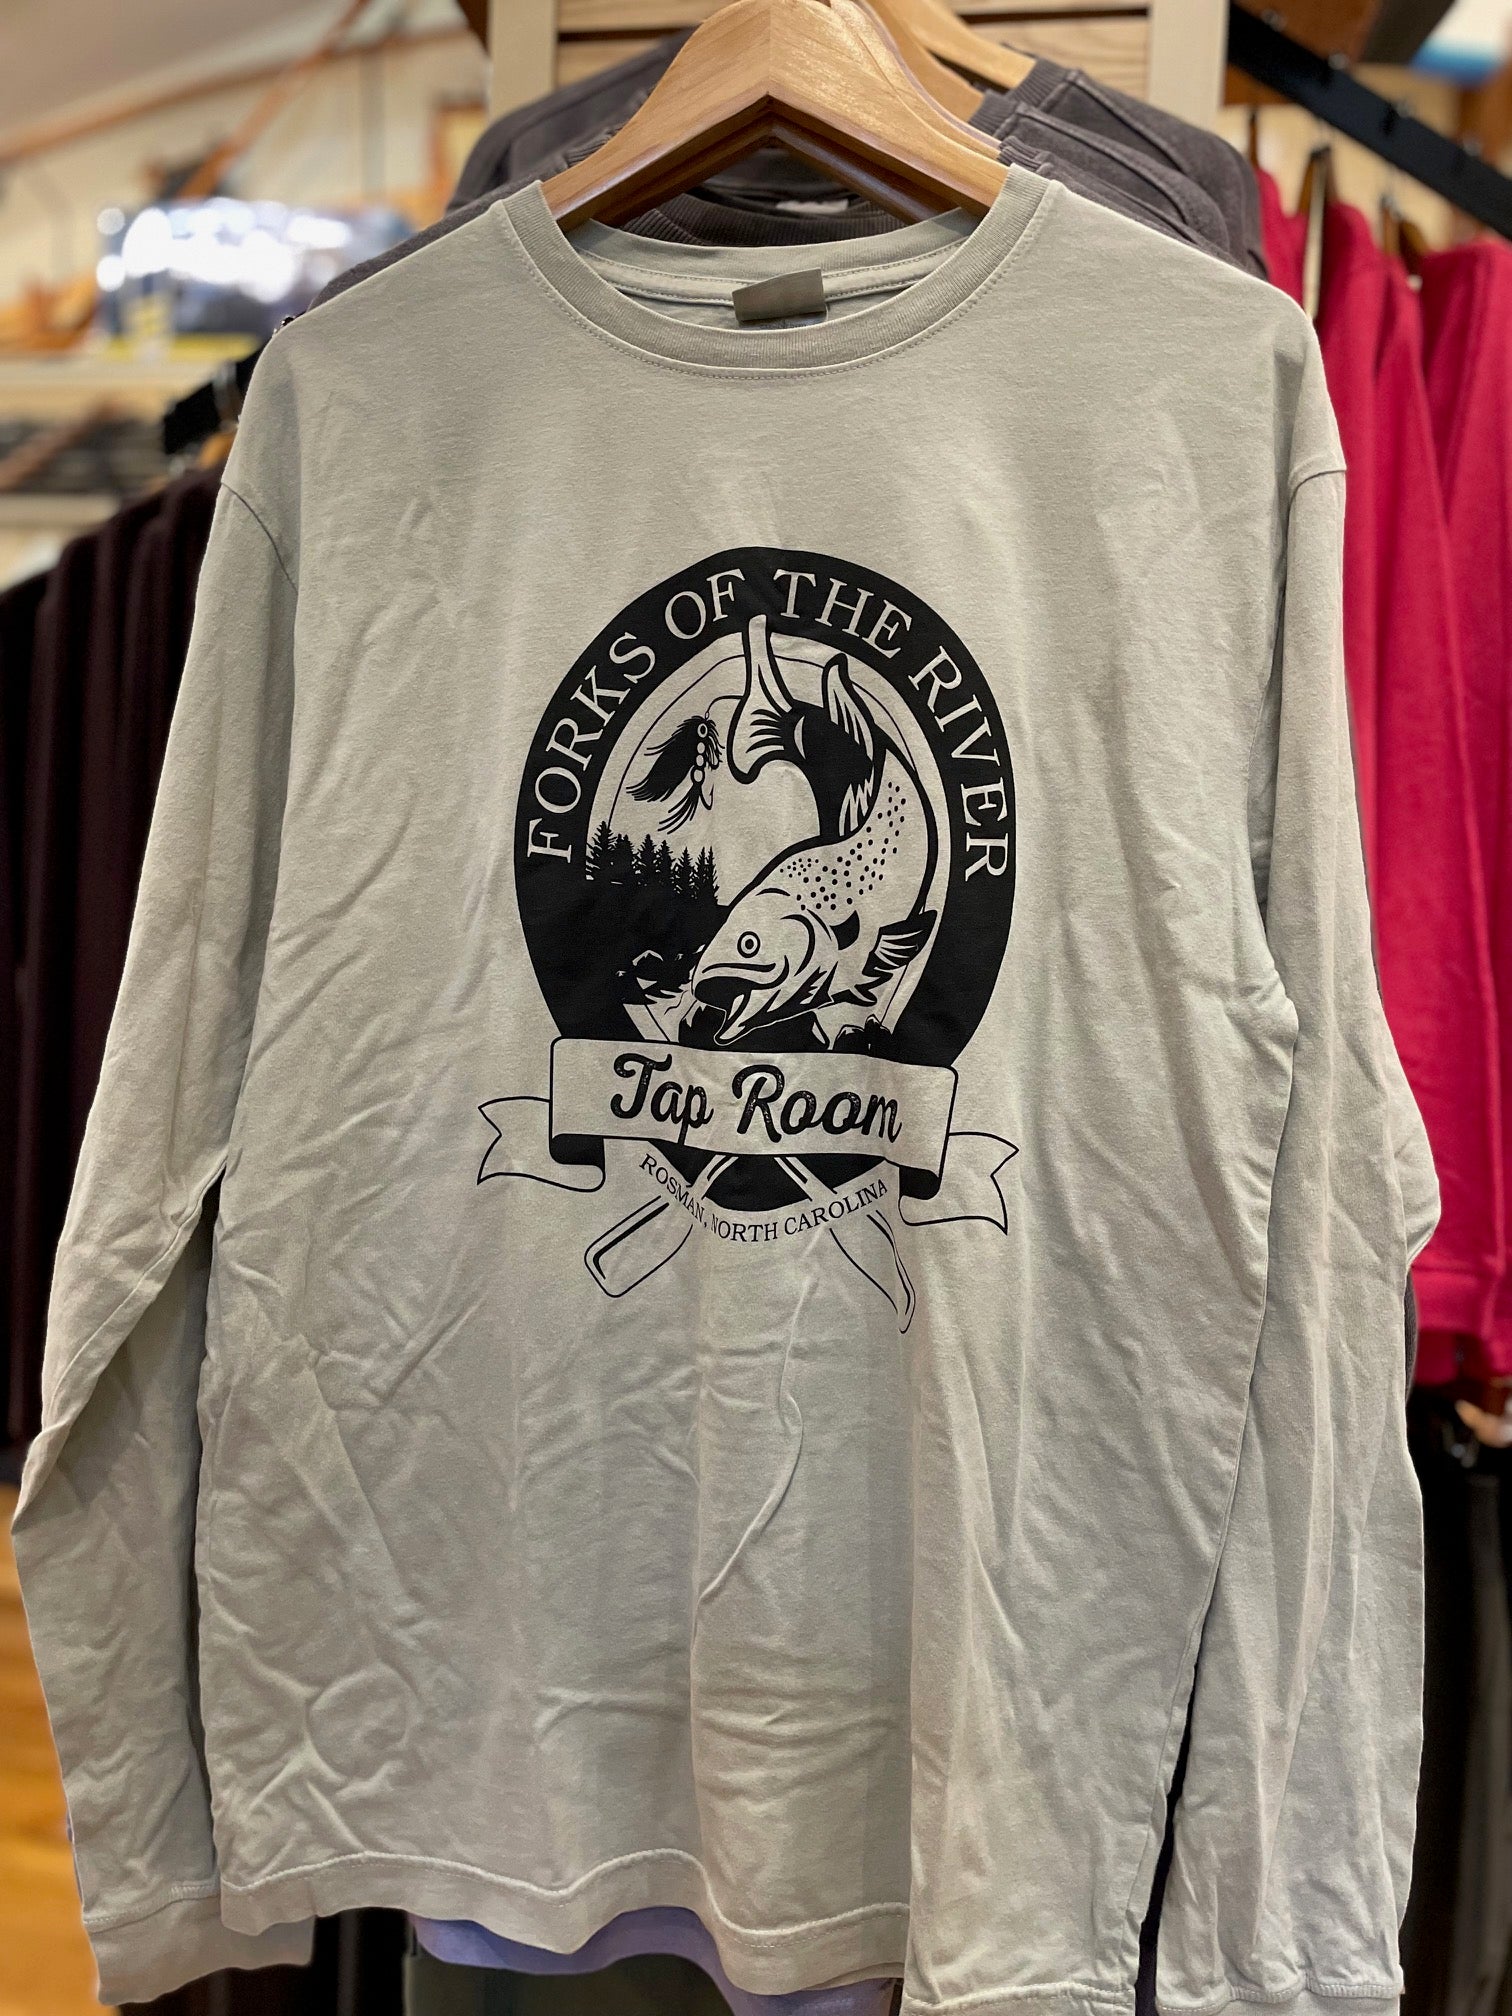 FORKS OF THE RIVER
Tap Room
ROSMAN, NORTH CAROLINA